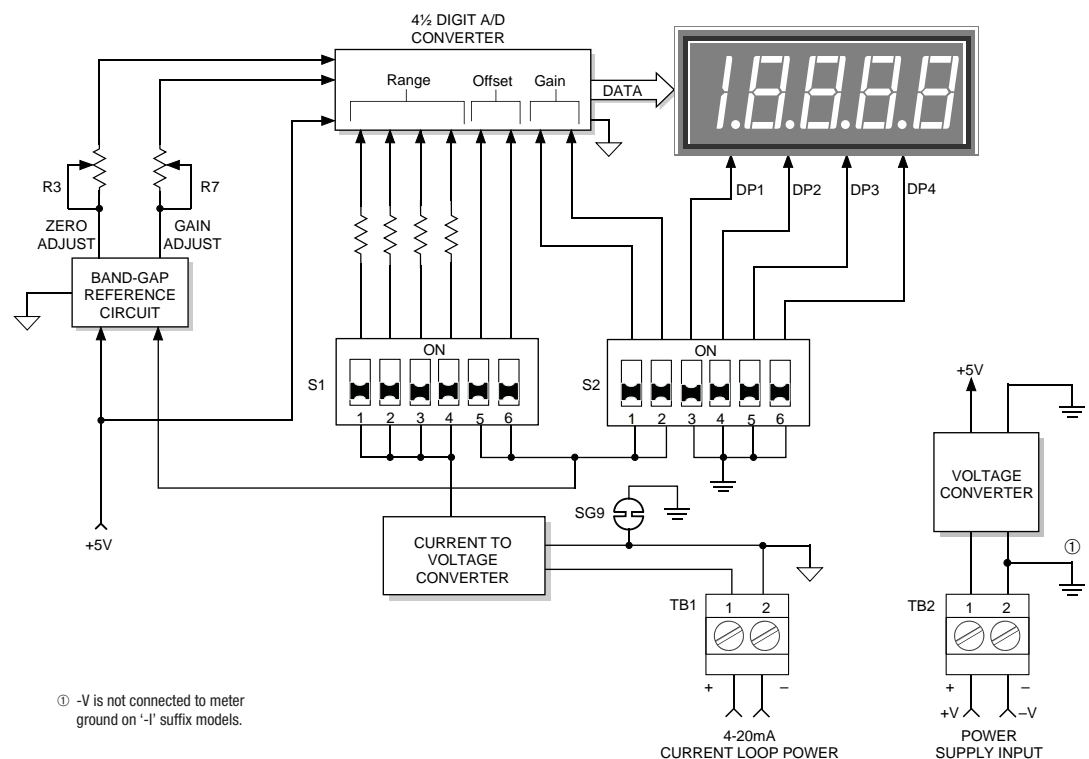 4½ DIGIT A/D
CONVERTER
Range
Offset
Gain
DATA
1.8.8.8.8
R3
R7
DP1
DP2
DP3
DP4
ZERO
ADJUST
GAIN
ADJUST
BAND-GAP
REFERENCE
CIRCUIT
ON
S1
1 2 3 4 5 6
ON
S2
1 2 3 4 5 6
+5V
VOLTAGE
CONVERTER
+5V
SG9
CURRENT TO
VOLTAGE
CONVERTER
①
TB1
1 2
TB2
1 2
+ –
+ –
+V –V
① -V is not connected to meter
ground on ‘-I’ suffix models.
4-20mA
CURRENT LOOP POWER
POWER
SUPPLY INPUT